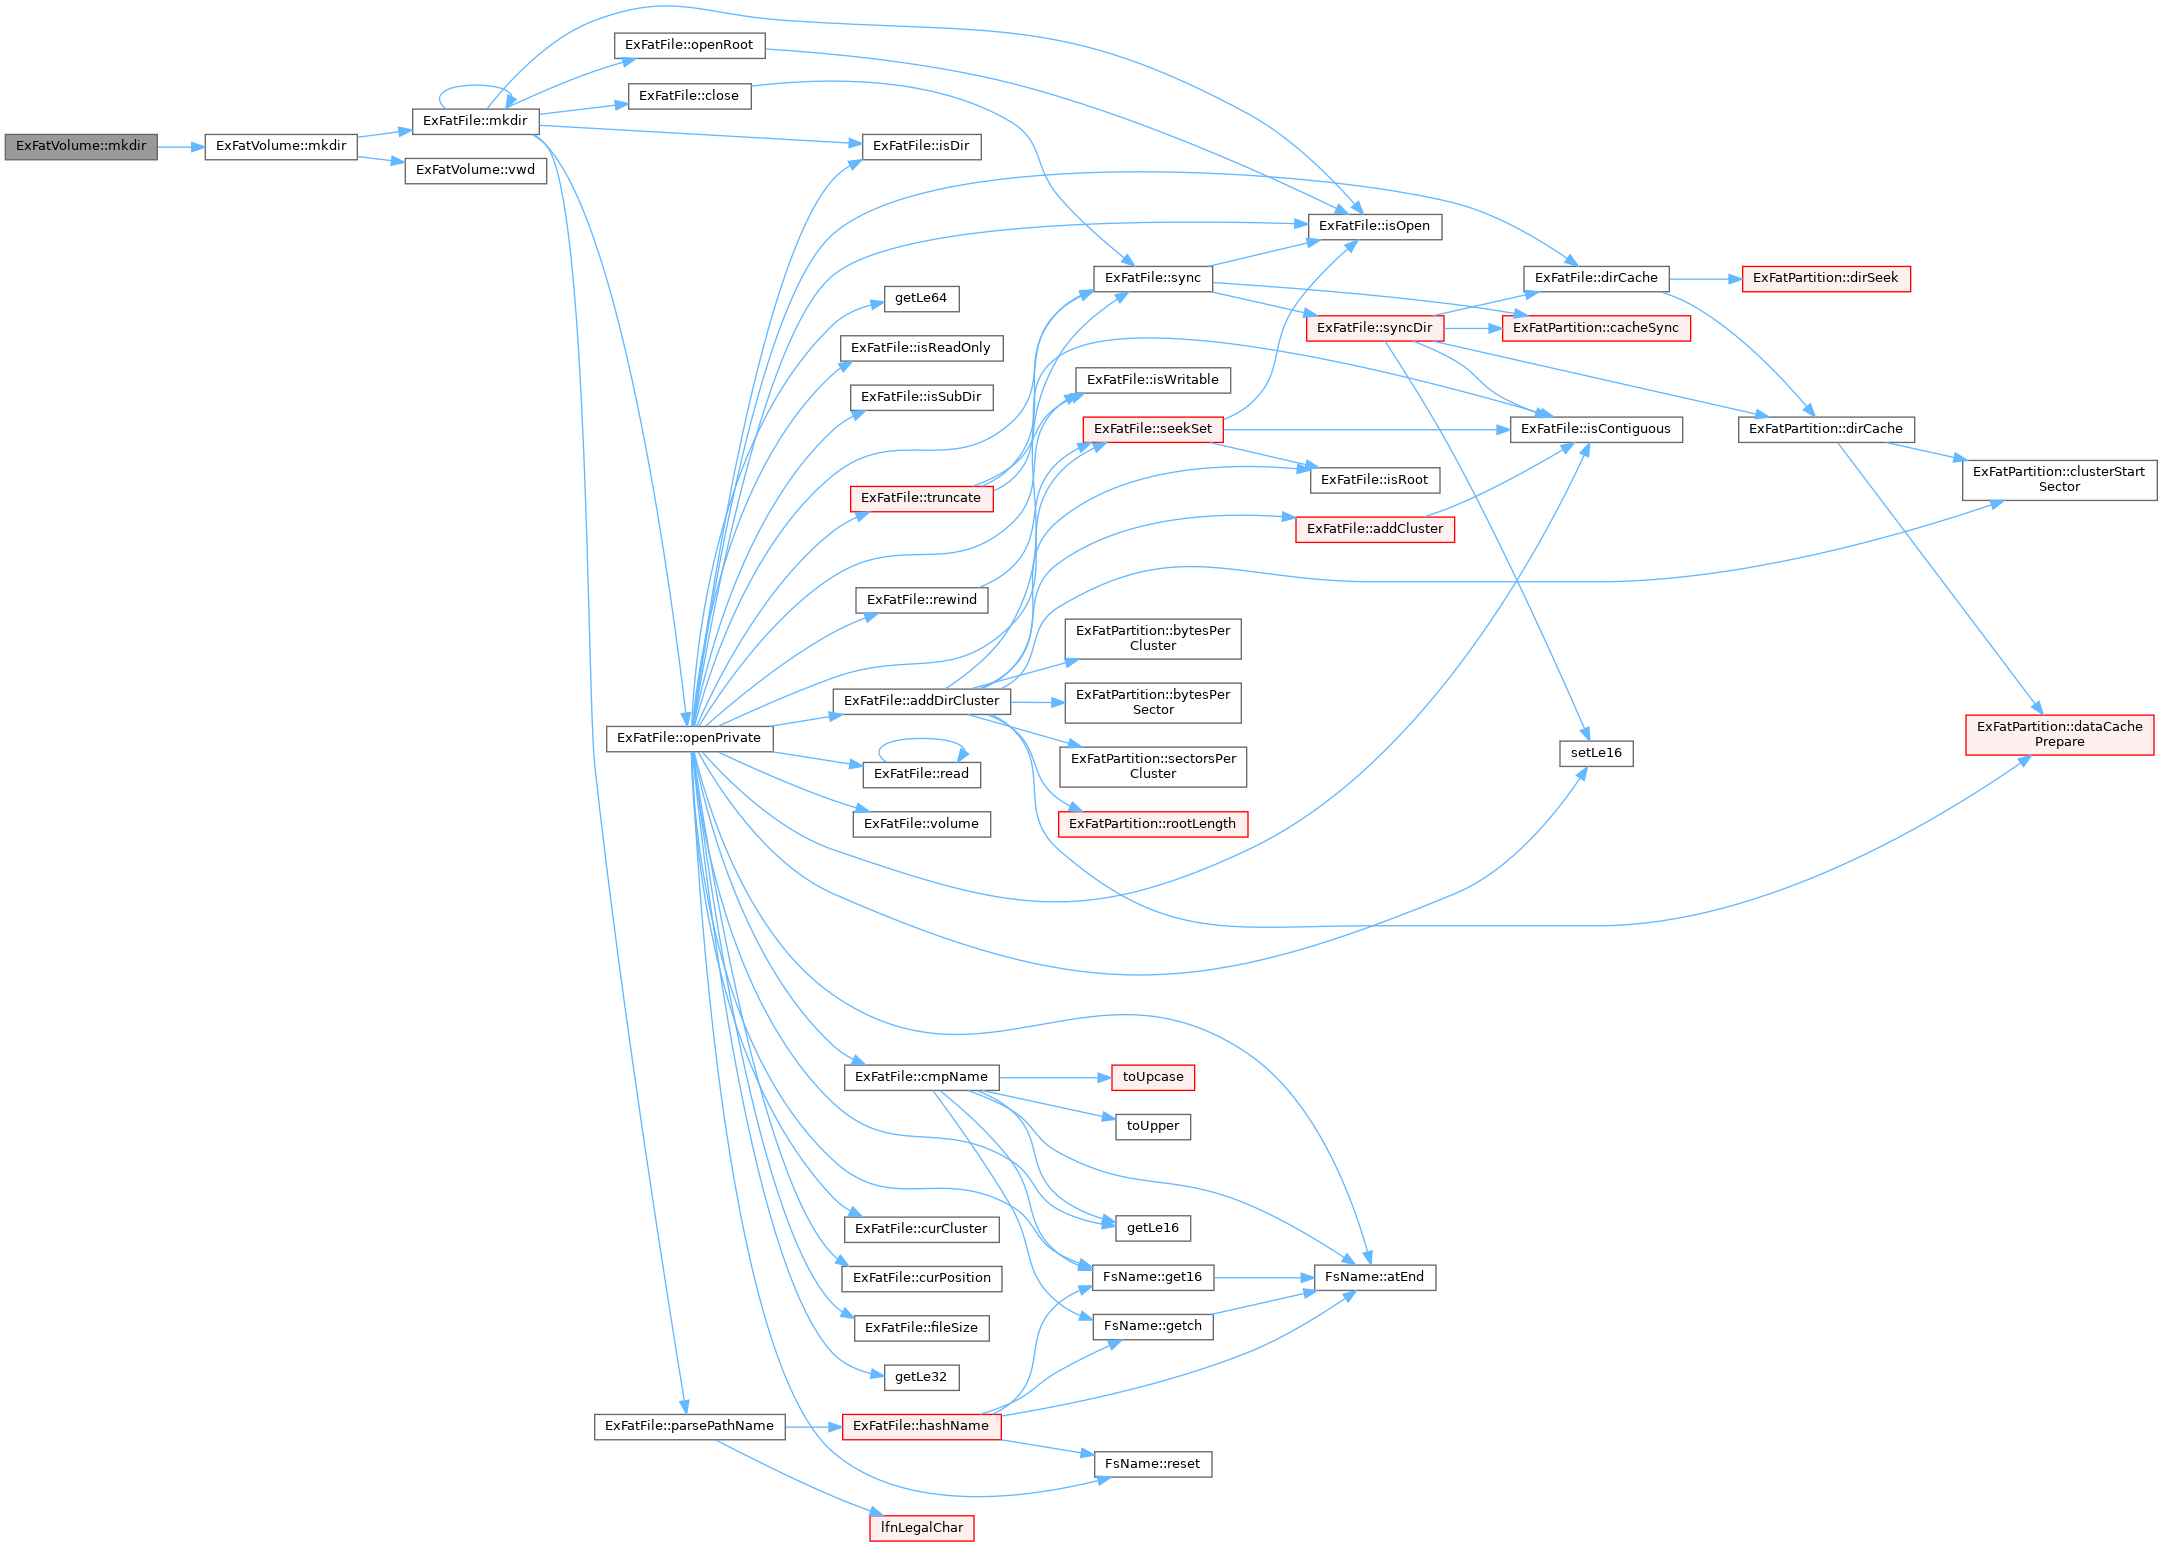 ExFatFile::openRoot
ExFatFile::close
ExFatFile::mkdir
ExFatVolume::mkdir
ExFatVolume::mkdir
ExFatFile::isDir
ExFatVolume::vwd
ExFatFile::isOpen
ExFatFile::sync
ExFatFile::dirCache
ExFatPartition::dirSeek
getLe64
ExFatFile::syncDir
ExFatPartition::cacheSync
ExFatFile::isReadOnly
ExFatFile::isWritable
ExFatFile::isSubDir
ExFatFile::seekSet
ExFatFile::isContiguous
ExFatPartition::dirCache
ExFatPartition::clusterStart
Sector
ExFatFile::isRoot
ExFatFile::truncate
ExFatFile::addCluster
ExFatFile::rewind
ExFatPartition::bytesPer
Cluster
ExFatFile::addDirCluster
ExFatPartition::bytesPer
Sector
ExFatFile::openPrivate
ExFatPartition::dataCache
Prepare
setLe16
ExFatPartition::sectorsPer
Cluster
ExFatFile::read
ExFatFile::volume
ExFatPartition::rootLength
ExFatFile::cmpName
toUpcase
toUpper
ExFatFile::curCluster
getLe16
ExFatFile::curPosition
FsName::get16
FsName::atEnd
ExFatFile::fileSize
FsName::getch
getLe32
ExFatFile::parsePathName
ExFatFile::hashName
FsName::reset
lfnLegalChar